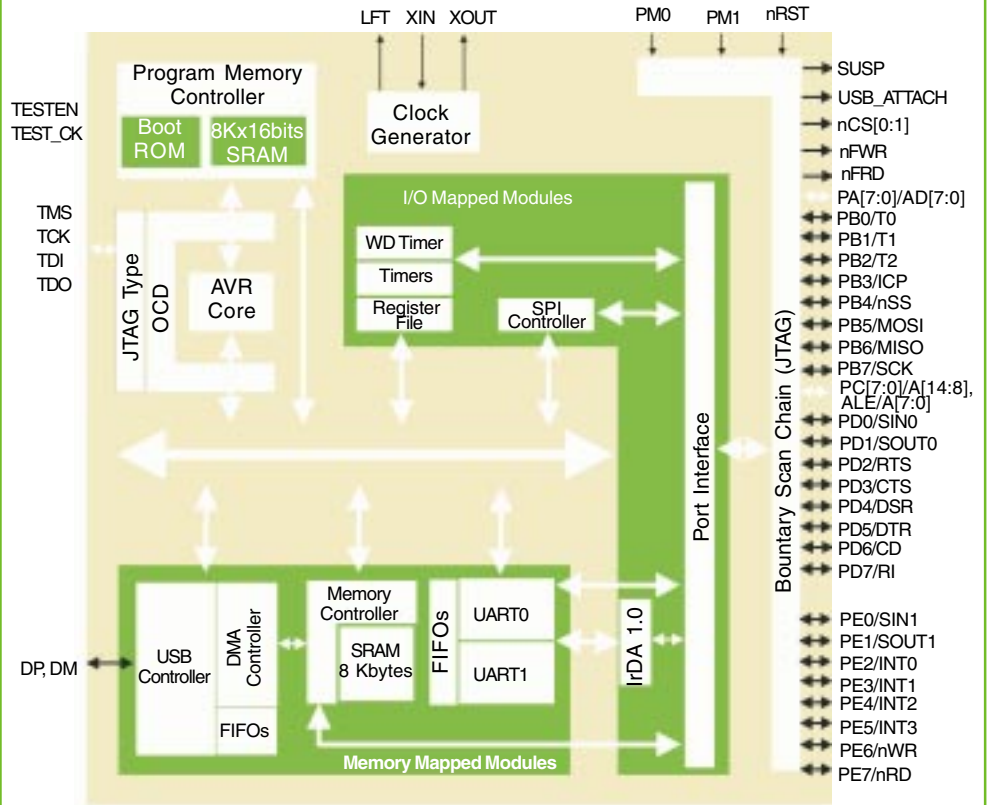 LFT XIN XOUT
PM0 PM1 nRST
Program Memory
Controller
Boot
ROM
8Kx16bits
SRAM
Clock
Generator
TESTEN
TEST_CK
TMS
TCK
TDI
TDO
JTAG Type
OCD
AVR
Core
I/O Mapped Modules
WD Timer
Timers
Register
File
SPI
Controller
Port Interface
Bountary Scan Chain (JTAG)
SUSP
USB_ATTACH
nCS[0:1]
nFWR
nFRD
PA[7:0]/AD[7:0]
PB0/T0
PB1/T1
PB2/T2
PB3/ICP
PB4/nSS
PB5/MOSI
PB6/MISO
PB7/SCK
PC[7:0]/A[14:8],
ALE/A[7:0]
PD0/SIN0
PD1/SOUT0
PD2/RTS
PD3/CTS
PD4/DSR
PD5/DTR
PD6/CD
PD7/RI
PE0/SIN1
PE1/SOUT1
PE2/INT0
PE3/INT1
PE4/INT2
PE5/INT3
PE6/nWR
PE7/nRD
DP, DM
USB
Controller
DMA
Controller
FIFOs
Memory
Controller
SRAM
8 Kbytes
FIFOs
UART0
UART1
IrDA 1.0
Memory Mapped Modules